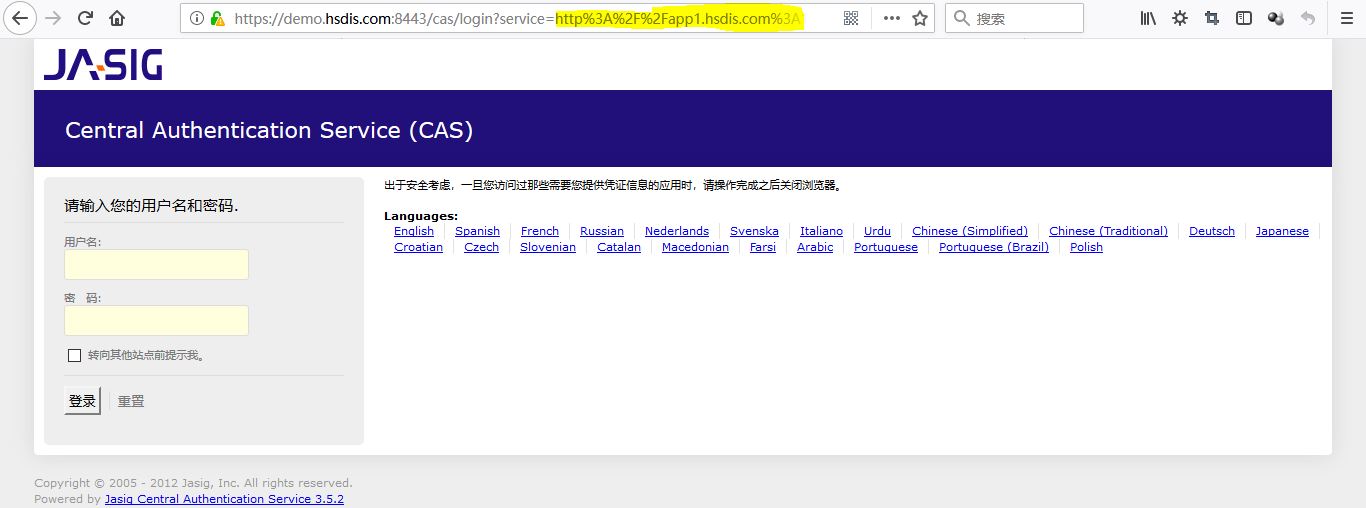 https://demo.hsdis.com:8443/cas/login?service=http%3A%2F%2Fapp1.hsdis.com%3A
搜索
JA-SIG
Central Authentication Service (CAS)
请输入您的用户名和密码.
用户名:
密 码:
转向其他站点前提示我。
登录 重置
出于安全考虑，一旦您访问过那些需要您提供凭证信息的应用时，请操作完成之后关闭浏览器。
Languages:
English Spanish French Russian Nederlands Svenska Italiano Urdu Chinese (Simplified) Chinese (Traditional) Deutsch Japanese
Croatian Czech Slovenian Catalan Macedonian Farsi Arabic Portuguese Portuguese (Brazil) Polish
Copyright © 2005 - 2012 Jasig, Inc. All rights reserved.
Powered by Jasig Central Authentication Service 3.5.2